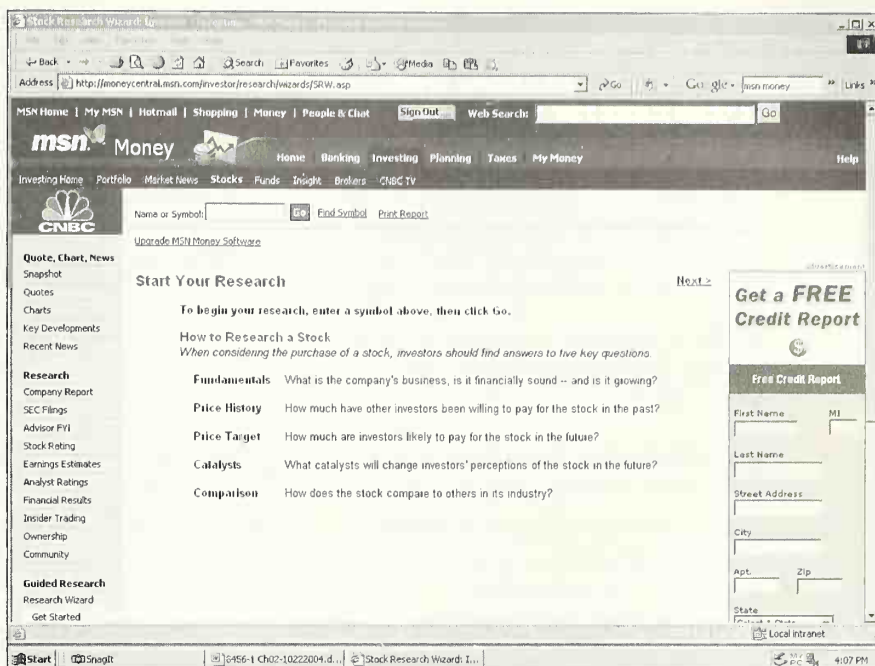 Stock Research Wizard:
Back Search Favorites Media
Address http://moneycentral.msn.com/investor/research/wizards/SRW.asp Go Google msn money Links
MSN Home | My MSN | Hotmail | Shopping | Money | People & Chat Sign Out Web Search: Go
msn Money
Home Banking Investing Planning Taxes My Money Help
Investing Home Portfolio Market News Stocks Funds Insight Brokers CNBC TV
CNBC
Name or Symbol: Go Find Symbol Print Report
Upgrade MSN Money Software
Quote, Chart, News
Snapshot
Quotes
Charts
Key Developments
Recent News
Research
Company Report
SEC Filings
Advisor FYI
Stock Rating
Earnings Estimates
Analyst Ratings
Financial Results
Insider Trading
Ownership
Community
Guided Research
Research Wizard
Get Started
Start Your Research Next >
To begin your research, enter a symbol above, then click Go.
How to Research a Stock
When considering the purchase of a stock, investors should find answers to five key questions.
Fundamentals What is the company's business, is it financially sound -- and is it growing?
Price History How much have other investors been willing to pay for the stock in the past?
Price Target How much are investors likely to pay for the stock in the future?
Catalysts What catalysts will change investors' perceptions of the stock in the future?
Comparison How does the stock compare to others in its industry?
advertisement
Get a FREE
Credit Report
$
Free Credit Report
First Name MI
Last Name
Street Address
City
Apt. Zip
State
Local intranet
Start SnagIt 8456-1 Ch02-10222004.d... Stock Research Wizard: I... 4:07 PM